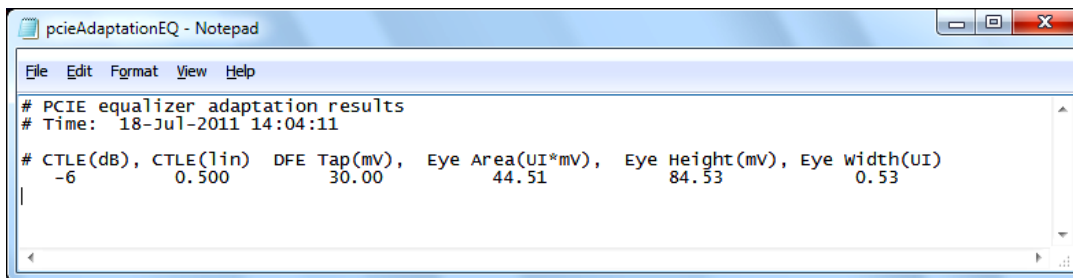 pcieAdaptationEQ - Notepad
File Edit Format View Help
# PCIE equalizer adaptation results
# Time:  18-Jul-2011 14:04:11
# CTLE(dB), CTLE(lin)  DFE Tap(mV),  Eye Area(UI*mV),  Eye Height(mV), Eye Width(UI)
-6 0.500 30.00 44.51 84.53 0.53